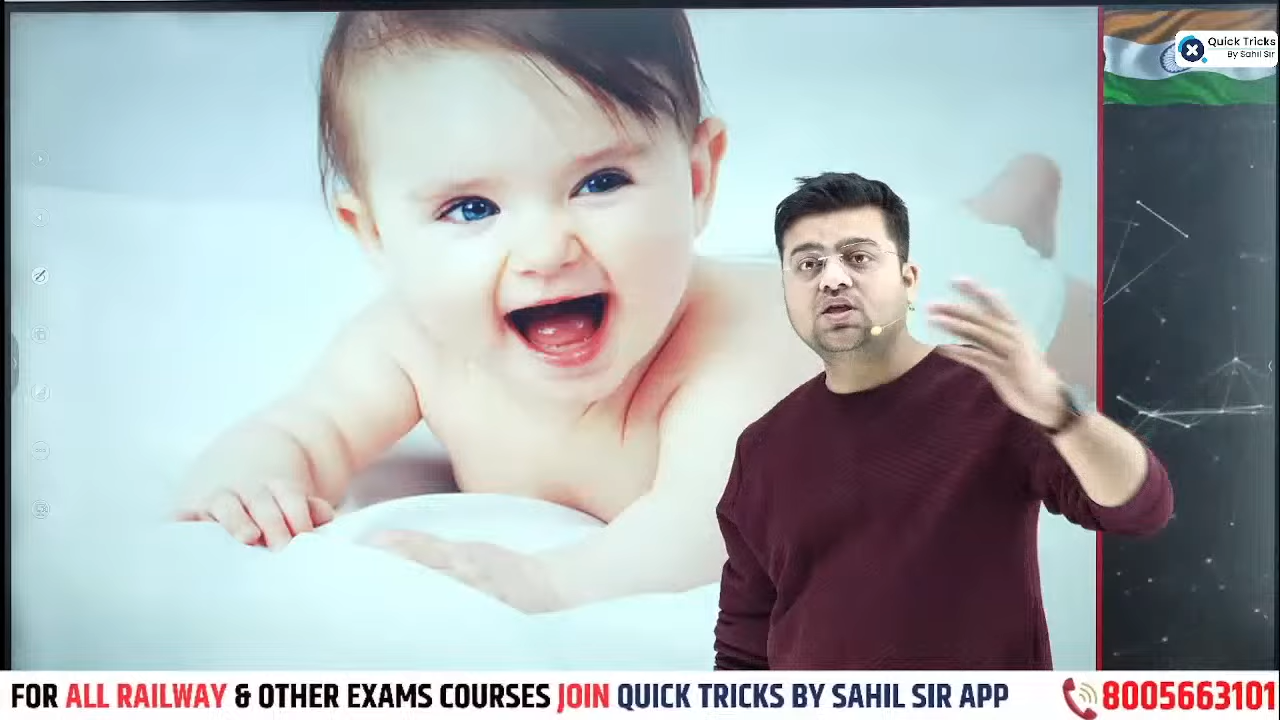 Quick Tricks
By Sahil Sir
FOR ALL RAILWAY & OTHER EXAMS COURSES JOIN QUICK TRICKS BY SAHIL SIR APP
8005663101